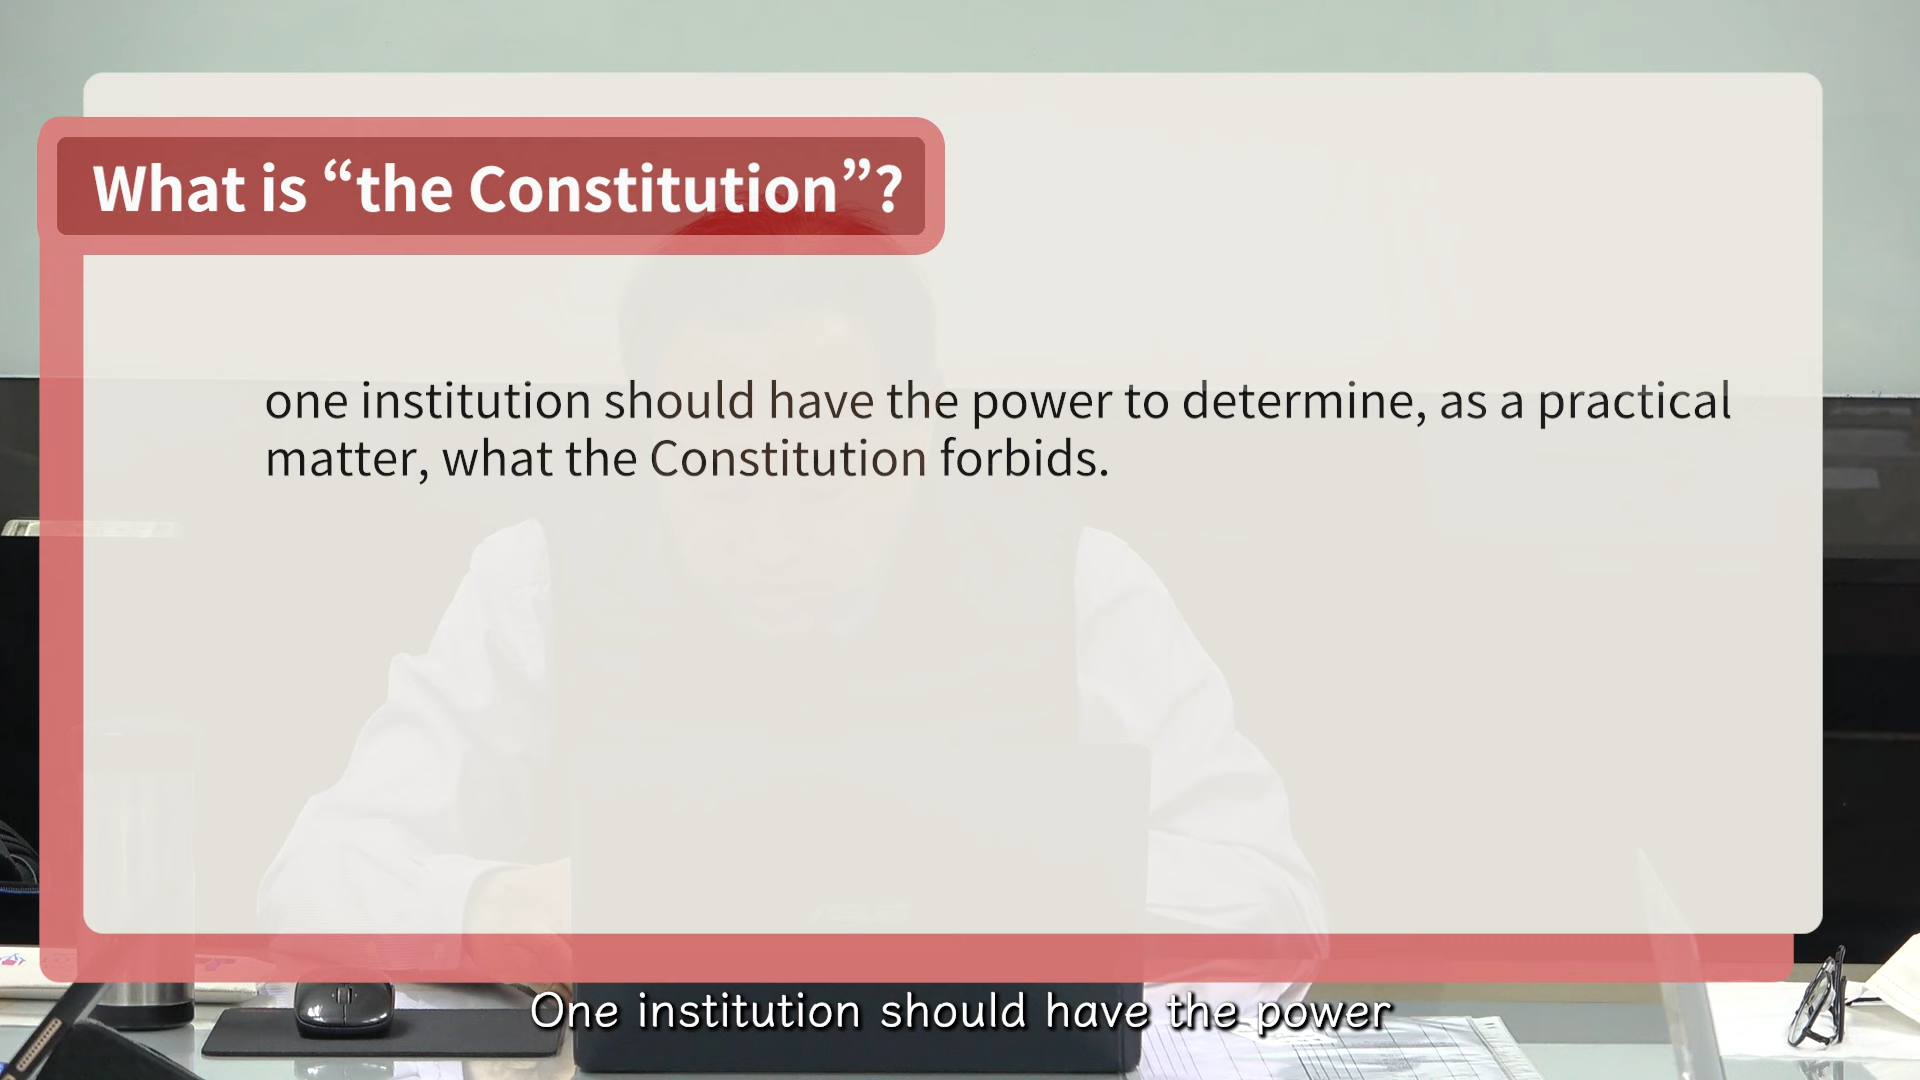 What is “the Constitution”?
one institution should have the power to determine, as a practical
matter, what the Constitution forbids.
One institution should have the power